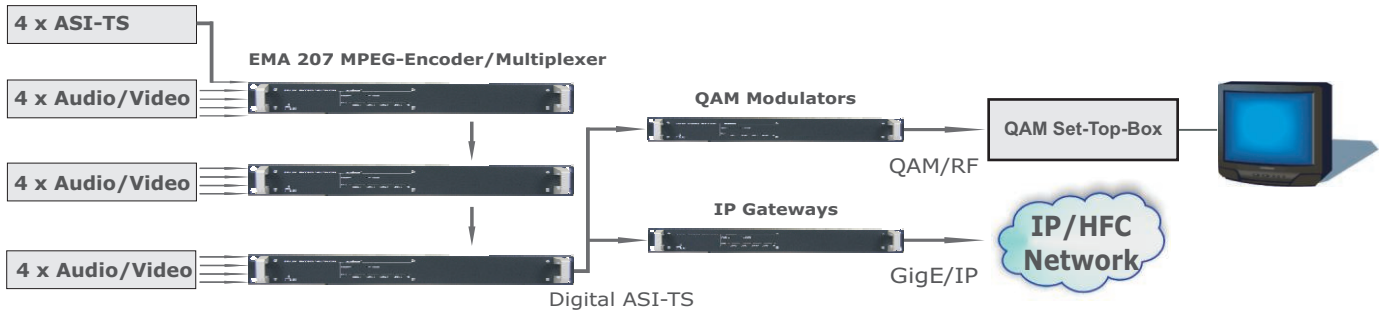 4 x ASI-TS
EMA 207 MPEG-Encoder/Multiplexer
4 x Audio/Video
QAM Modulators
QAM Set-Top-Box
QAM/RF
4 x Audio/Video
IP Gateways
IP/HFC
Network
4 x Audio/Video
GigE/IP
Digital ASI-TS